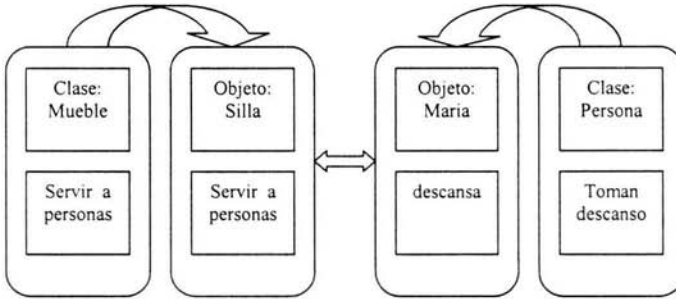 Clase:
Mueble
Servir a
personas
Objeto:
Silla
Servir a
personas
Objeto:
Maria
descansa
Clase:
Persona
Toman
descanso